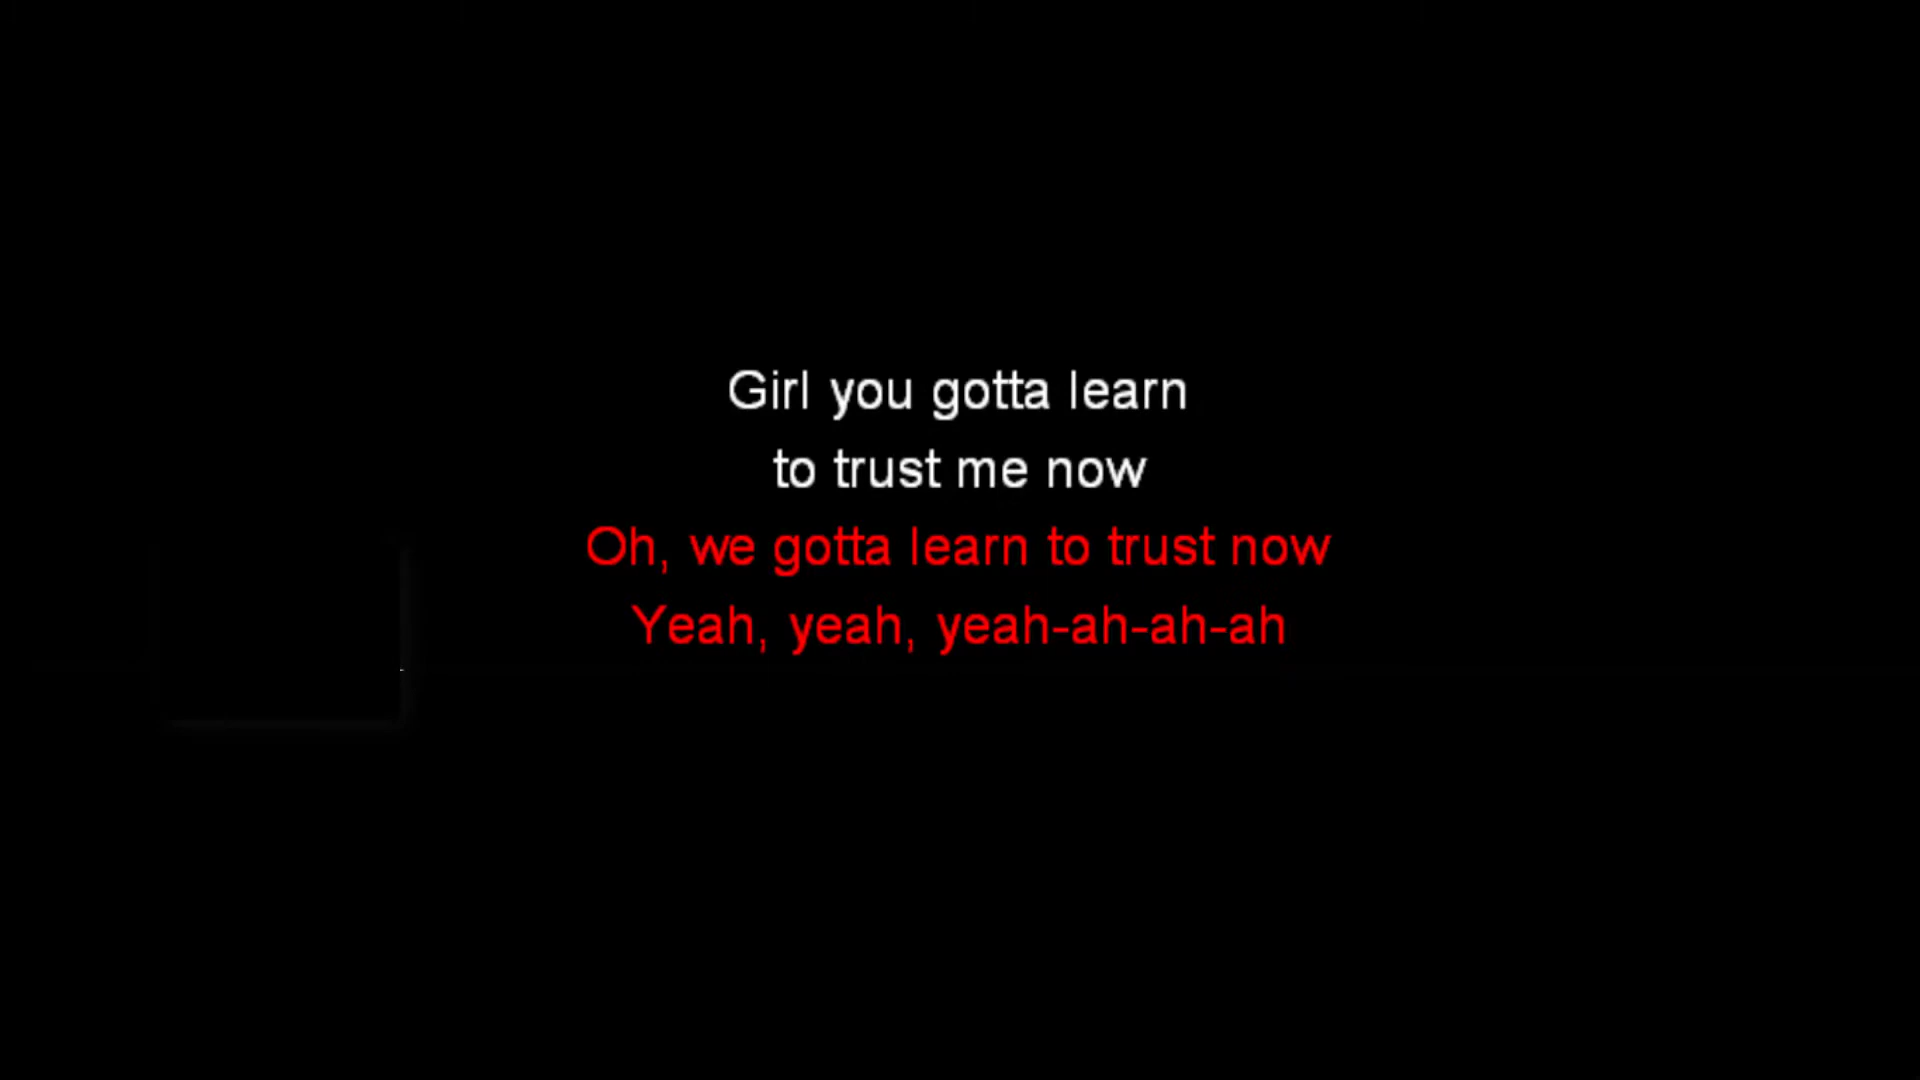 Girl you gotta learn
to trust me now
Oh, we gotta learn to trust now
Yeah, yeah, yeah-ah-ah-ah